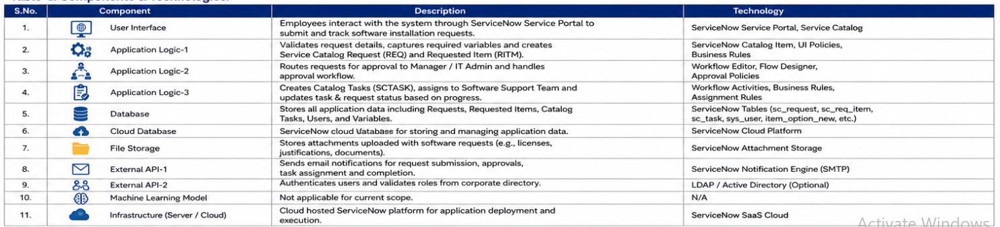 Table-1: Components & Technologies:
S.No. Component Description Technology
1. User Interface Employees interact with the system through ServiceNow Service Portal to
submit and track software installation requests. ServiceNow Service Portal, Service Catalog
2. Application Logic-1 Validates request details, captures required variables and creates
Service Catalog Request (REQ) and Requested Item (RITM). ServiceNow Catalog Item, UI Policies,
Business Rules
3. Application Logic-2 Routes requests for approval to Manager / IT Admin and handles
approval workflow. Workflow Editor, Flow Designer,
Approval Policies
4. Application Logic-3 Creates Catalog Tasks (SCTASK), assigns to Software Support Team and
updates task & request status based on progress. Workflow Activities, Business Rules,
Assignment Rules
5. Database Stores all application data including Requests, Requested Items, Catalog
Tasks, Users, and Variables. ServiceNow Tables (sc_request, sc_req_item,
sc_task, sys_user, item_option_new, etc.)
6. Cloud Database ServiceNow cloud for storing and managing application data. ServiceNow Cloud Platform
7. File Storage Stores attachments uploaded with software requests (e.g., licenses,
justifications, documents). ServiceNow Attachment Storage
8. External API-1 Sends email notifications for request submission, approvals,
task assignment and completion. ServiceNow Notification Engine (SMTP)
9. External API-2 Authenticates users and validates roles from corporate directory. LDAP / Active Directory (Optional)
10. Machine Learning Model Not applicable for current scope. N/A
11. Infrastructure (Server / Cloud) Cloud hosted ServiceNow platform for application deployment and
execution. ServiceNow SaaS Cloud
Activate Windows